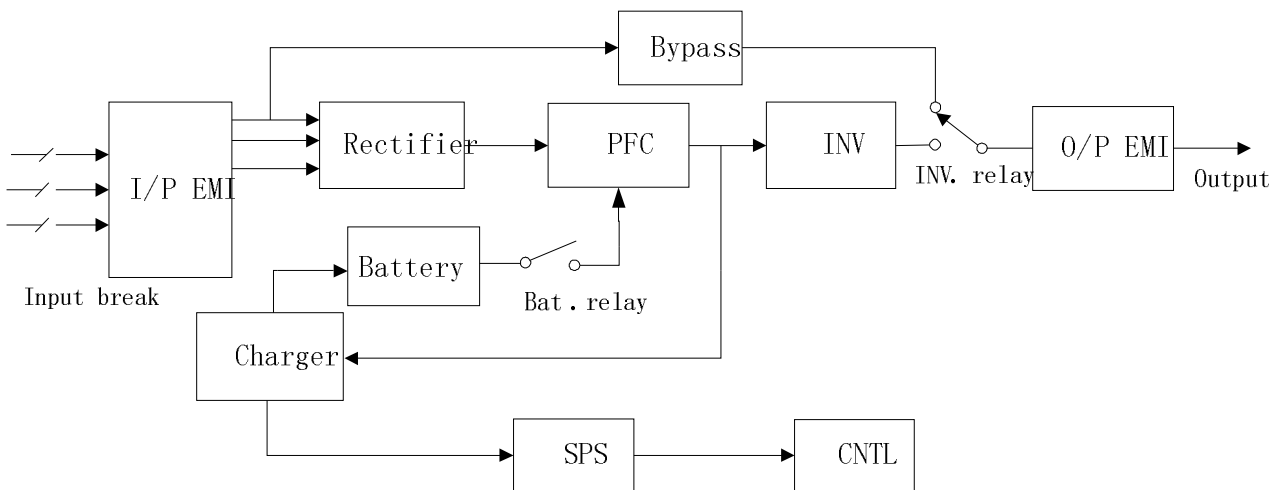 Bypass
Rectifier
PFC
INV
O/P EMI
I/P EMI
INV. relay
Output
Battery
Input break
Bat. relay
Charger
SPS
CNTL